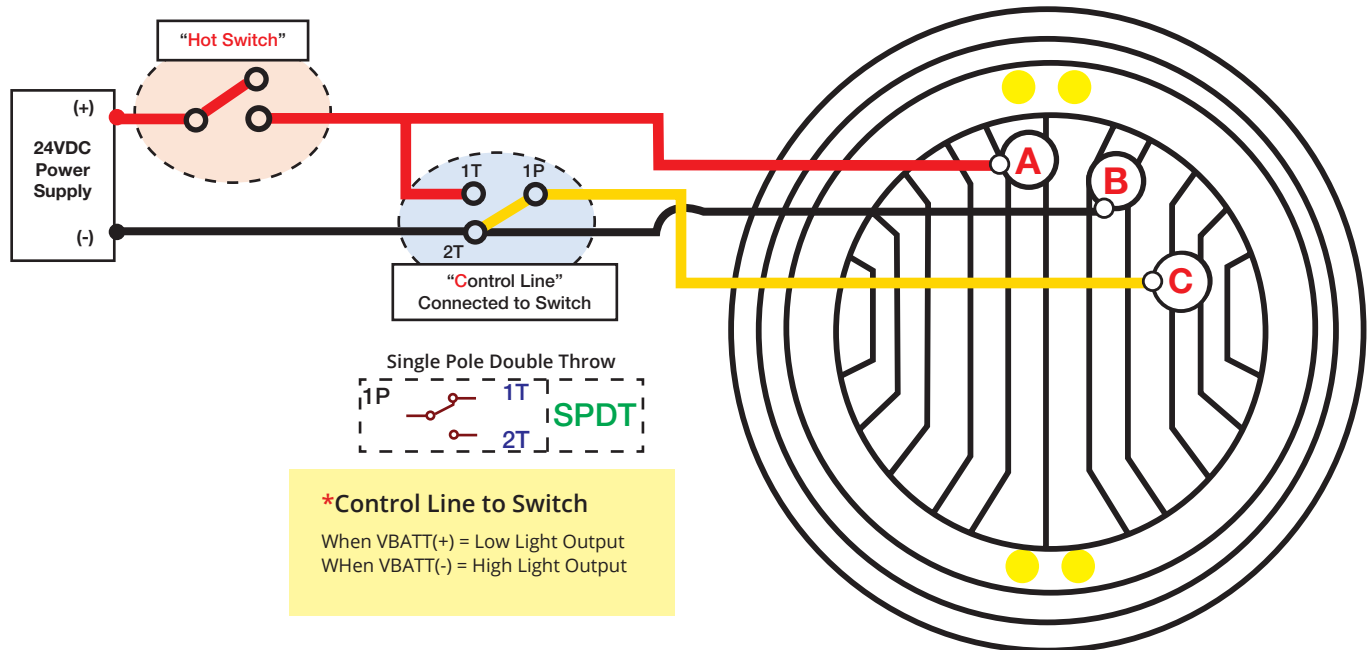 “Hot Switch”
(+)
24VDC
Power
Supply
(-)
1T
1P
2T
“Control Line”
Connected to Switch
A
B
C
Single Pole Double Throw
1P
1T
2T
SPDT
*Control Line to Switch
When VBATT(+) = Low Light Output
WHen VBATT(-) = High Light Output